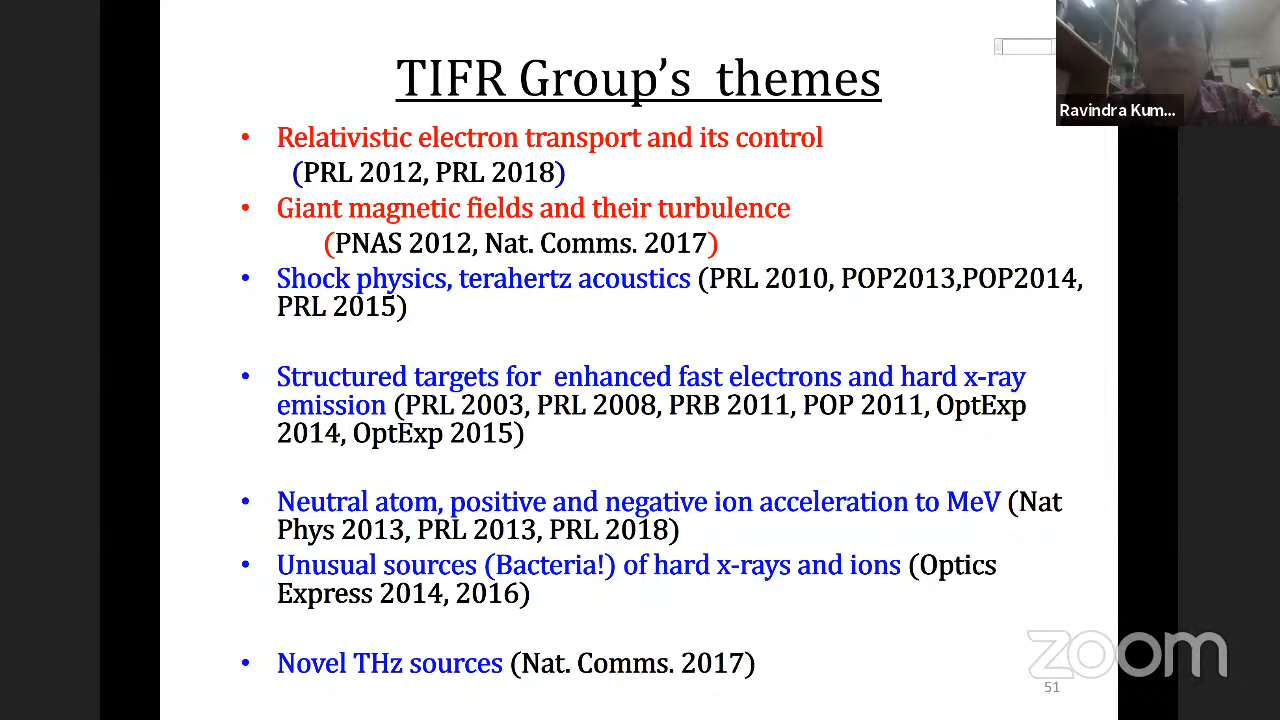 TIFR Group’s themes
Ravindra Kum...
• Relativistic electron transport and its control
(PRL 2012, PRL 2018)
• Giant magnetic fields and their turbulence
(PNAS 2012, Nat. Comms. 2017)
• Shock physics, terahertz acoustics (PRL 2010, POP2013,POP2014,
PRL 2015)
• Structured targets for enhanced fast electrons and hard x-ray
emission (PRL 2003, PRL 2008, PRB 2011, POP 2011, OptExp
2014, OptExp 2015)
• Neutral atom, positive and negative ion acceleration to MeV (Nat
Phys 2013, PRL 2013, PRL 2018)
• Unusual sources (Bacteria!) of hard x-rays and ions (Optics
Express 2014, 2016)
• Novel THz sources (Nat. Comms. 2017)
zoom
51